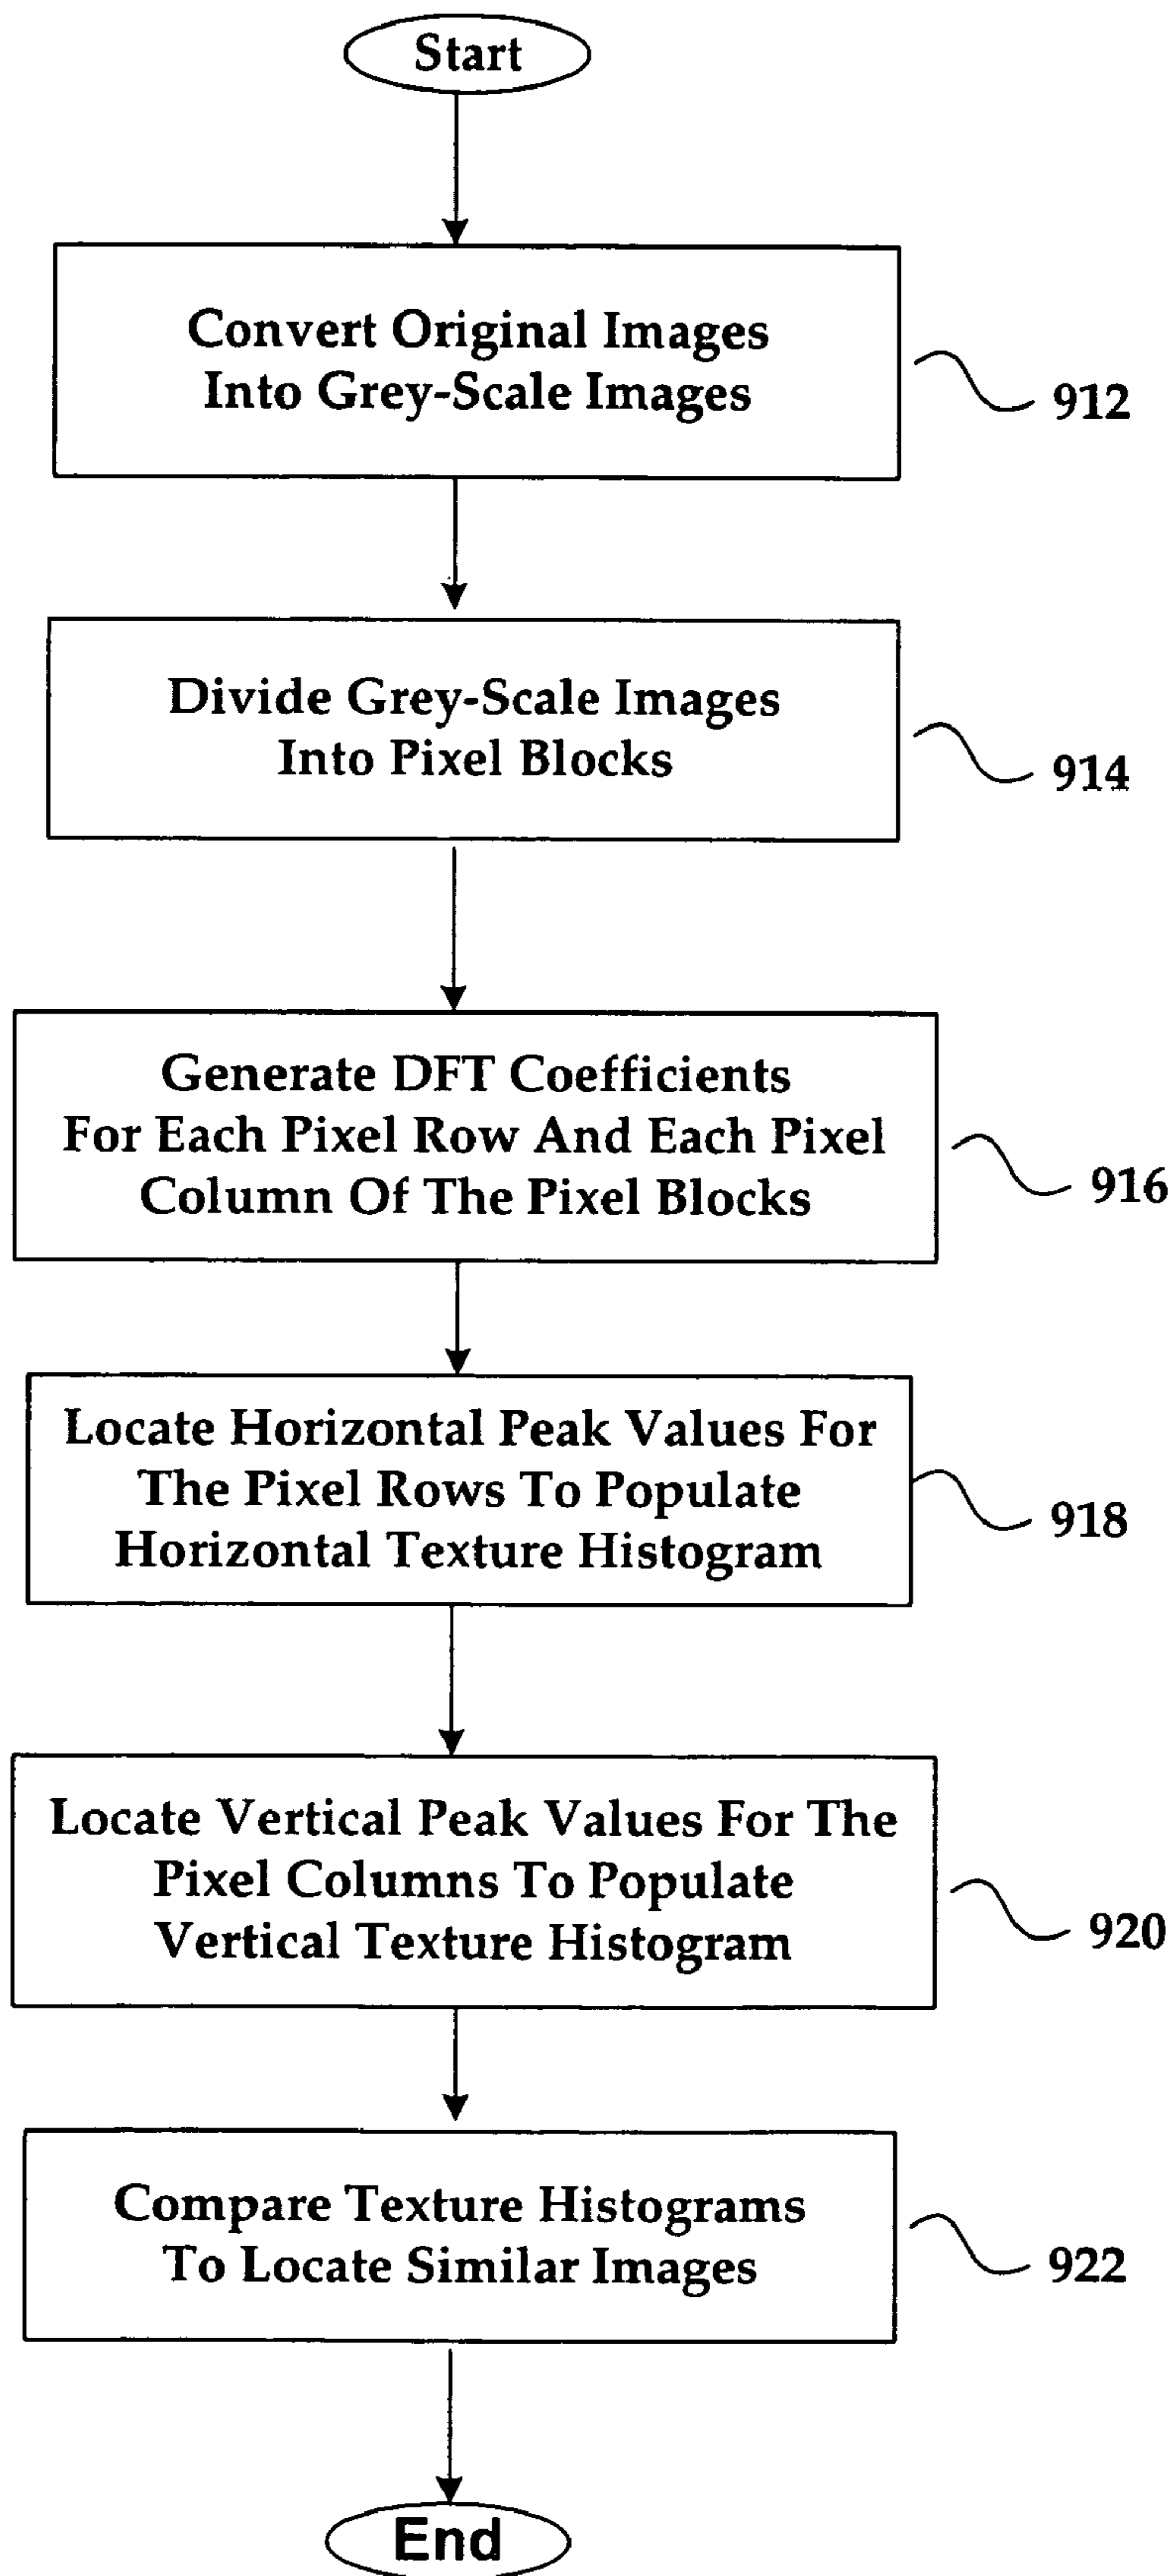 Start
Convert Original Images
Into Grey-Scale Images
912
Divide Grey-Scale Images
Into Pixel Blocks
914
Generate DFT Coefficients
For Each Pixel Row And Each Pixel
Column Of The Pixel Blocks
916
Locate Horizontal Peak Values For
The Pixel Rows To Populate
Horizontal Texture Histogram
918
Locate Vertical Peak Values For The
Pixel Columns To Populate
Vertical Texture Histogram
920
Compare Texture Histograms
To Locate Similar Images
922
End